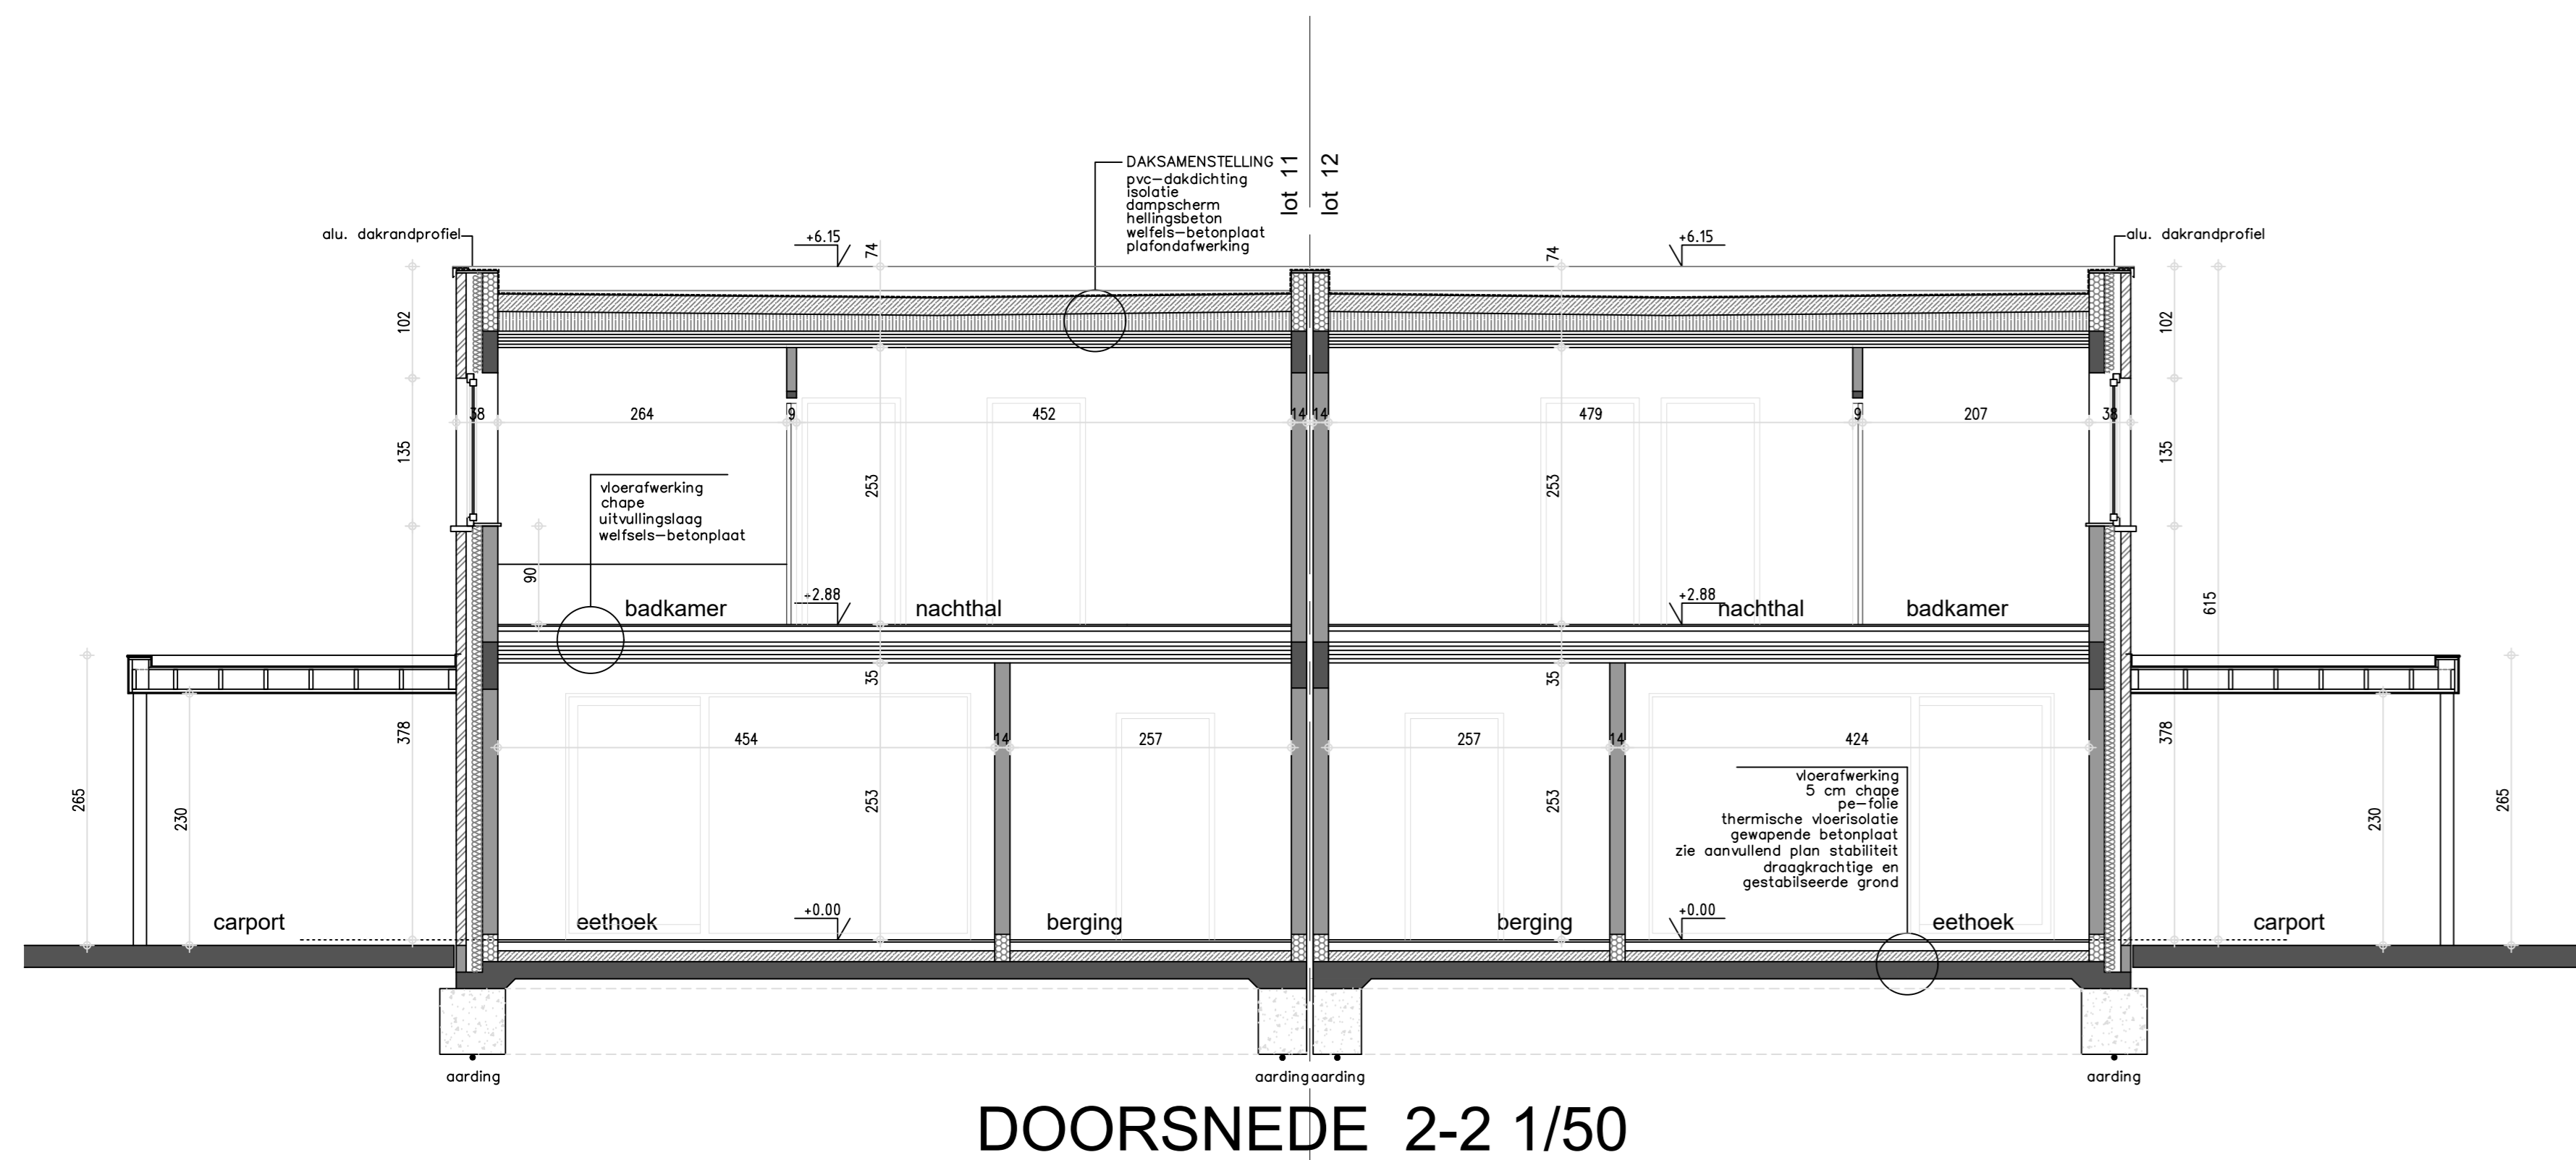 DAKSAMENSTELLING
pvc-dakdichting
isolatie
dampscherm
hellingsbeton
welfels-betonplaat
plafondafwerking
lot 11
lot 12
alu. dakrandprofiel
+6.15
74
74
+6.15
alu. dakrandprofiel
102
102
38
264
9
452
14
14
479
9
207
38
135
253
253
135
vloerafwerking
chape
uitvullingslaag
welfsels-betonplaat
90
badkamer
+2.88
nachthal
+2.88
nachthal
badkamer
615
35
35
378
454
14
257
257
14
424
378
265
230
253
253
230
265
vloerafwerking
5 cm chape
pe-folie
thermische vloerisolatie
gewapende betonplaat
zie aanvullend plan stabiliteit
draagkrachtige en
gestabilseerde grond
carport
eethoek
+0.00
berging
berging
+0.00
eethoek
carport
aarding
aarding
aarding
aarding
DOORSNEDE 2-2 1/50